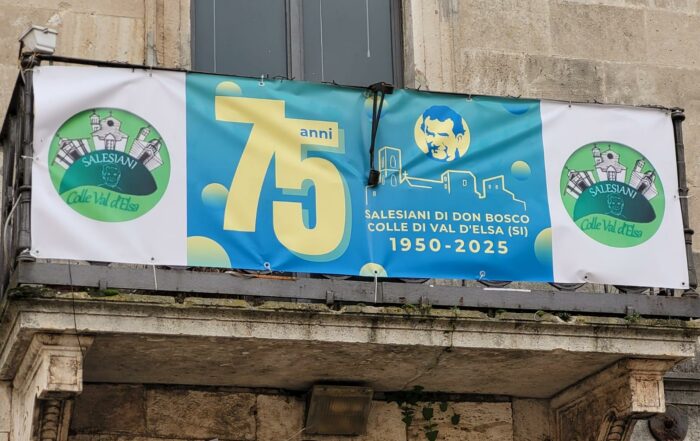 SALESIANI
Colle Val d'Elsa
75
anni
SALESIANI DI DON BOSCO
COLLE DI VAL D'ELSA (SI)
1950-2025
SALESIANI
Colle Val d'Elsa